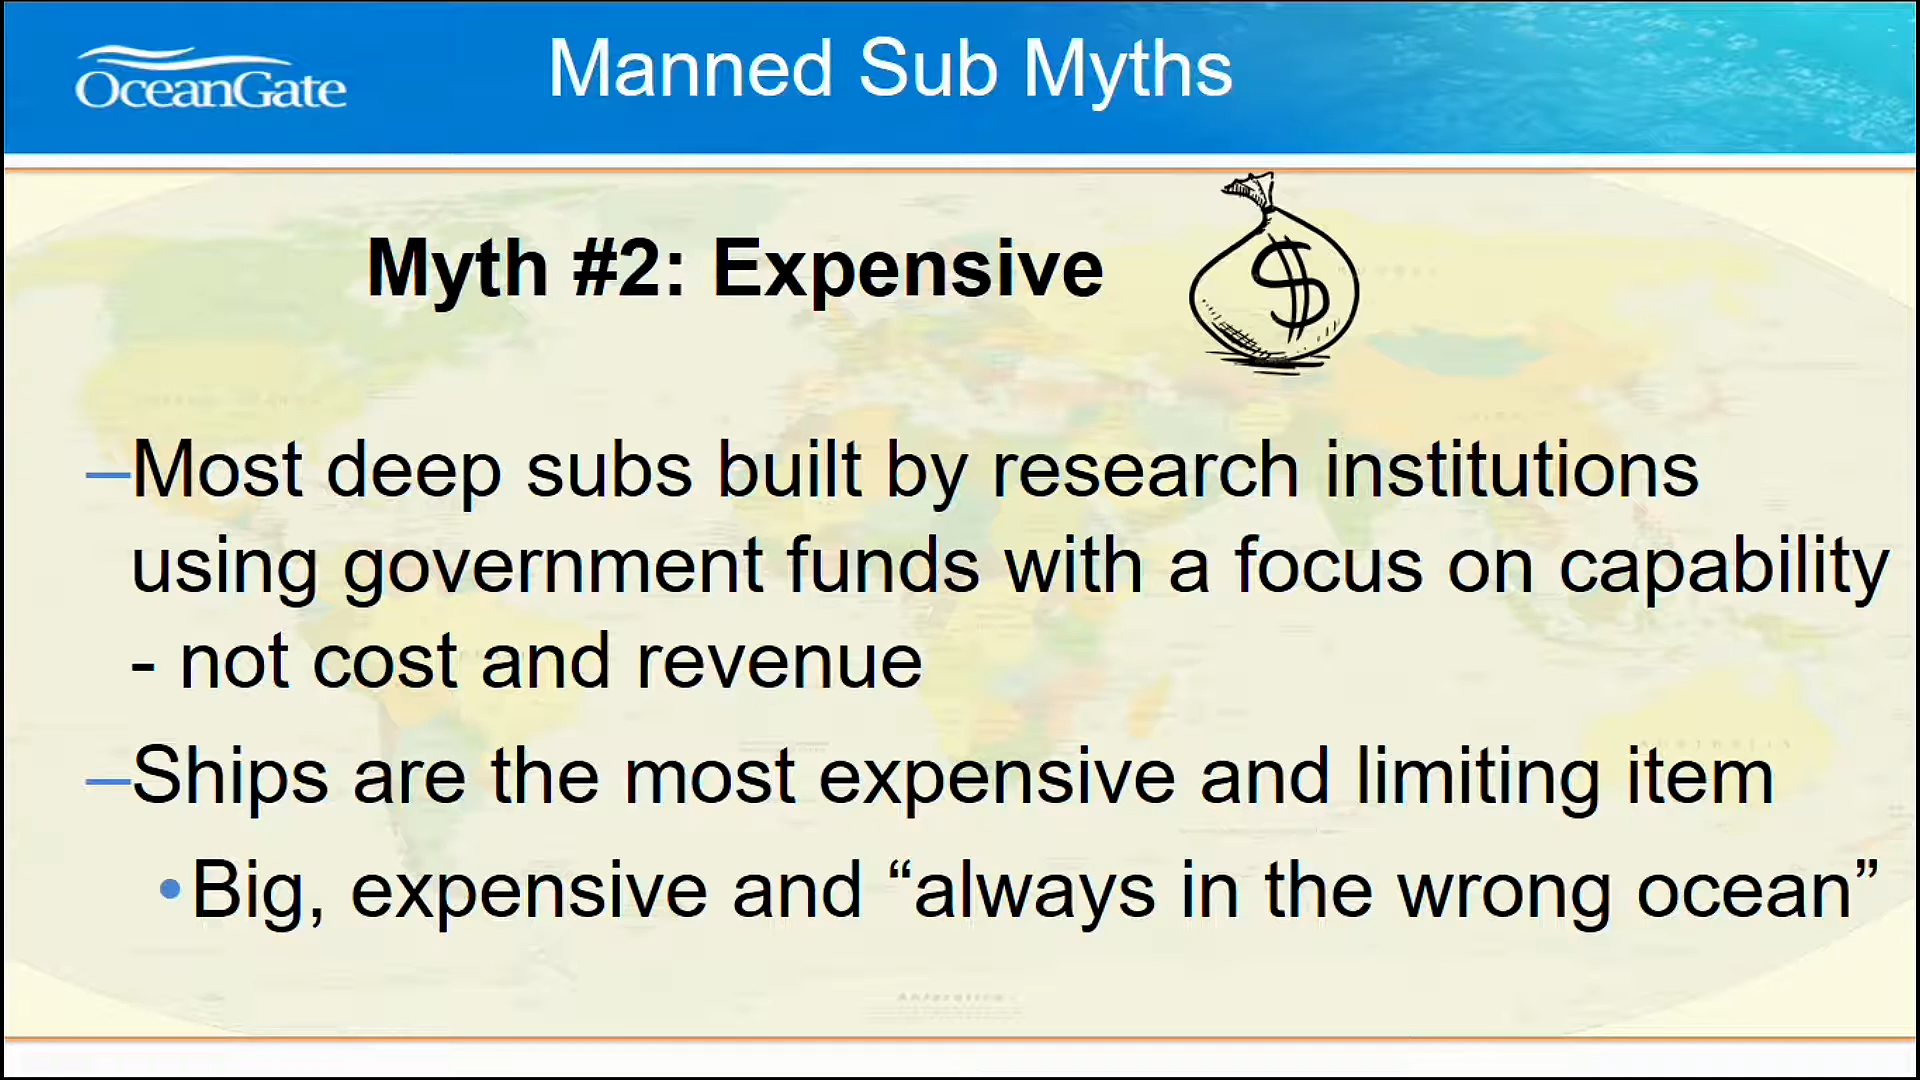 OceanGate
Manned Sub Myths
Myth #2: Expensive
$
–Most deep subs built by research institutions
using government funds with a focus on capability
- not cost and revenue
–Ships are the most expensive and limiting item
•Big, expensive and “always in the wrong ocean”